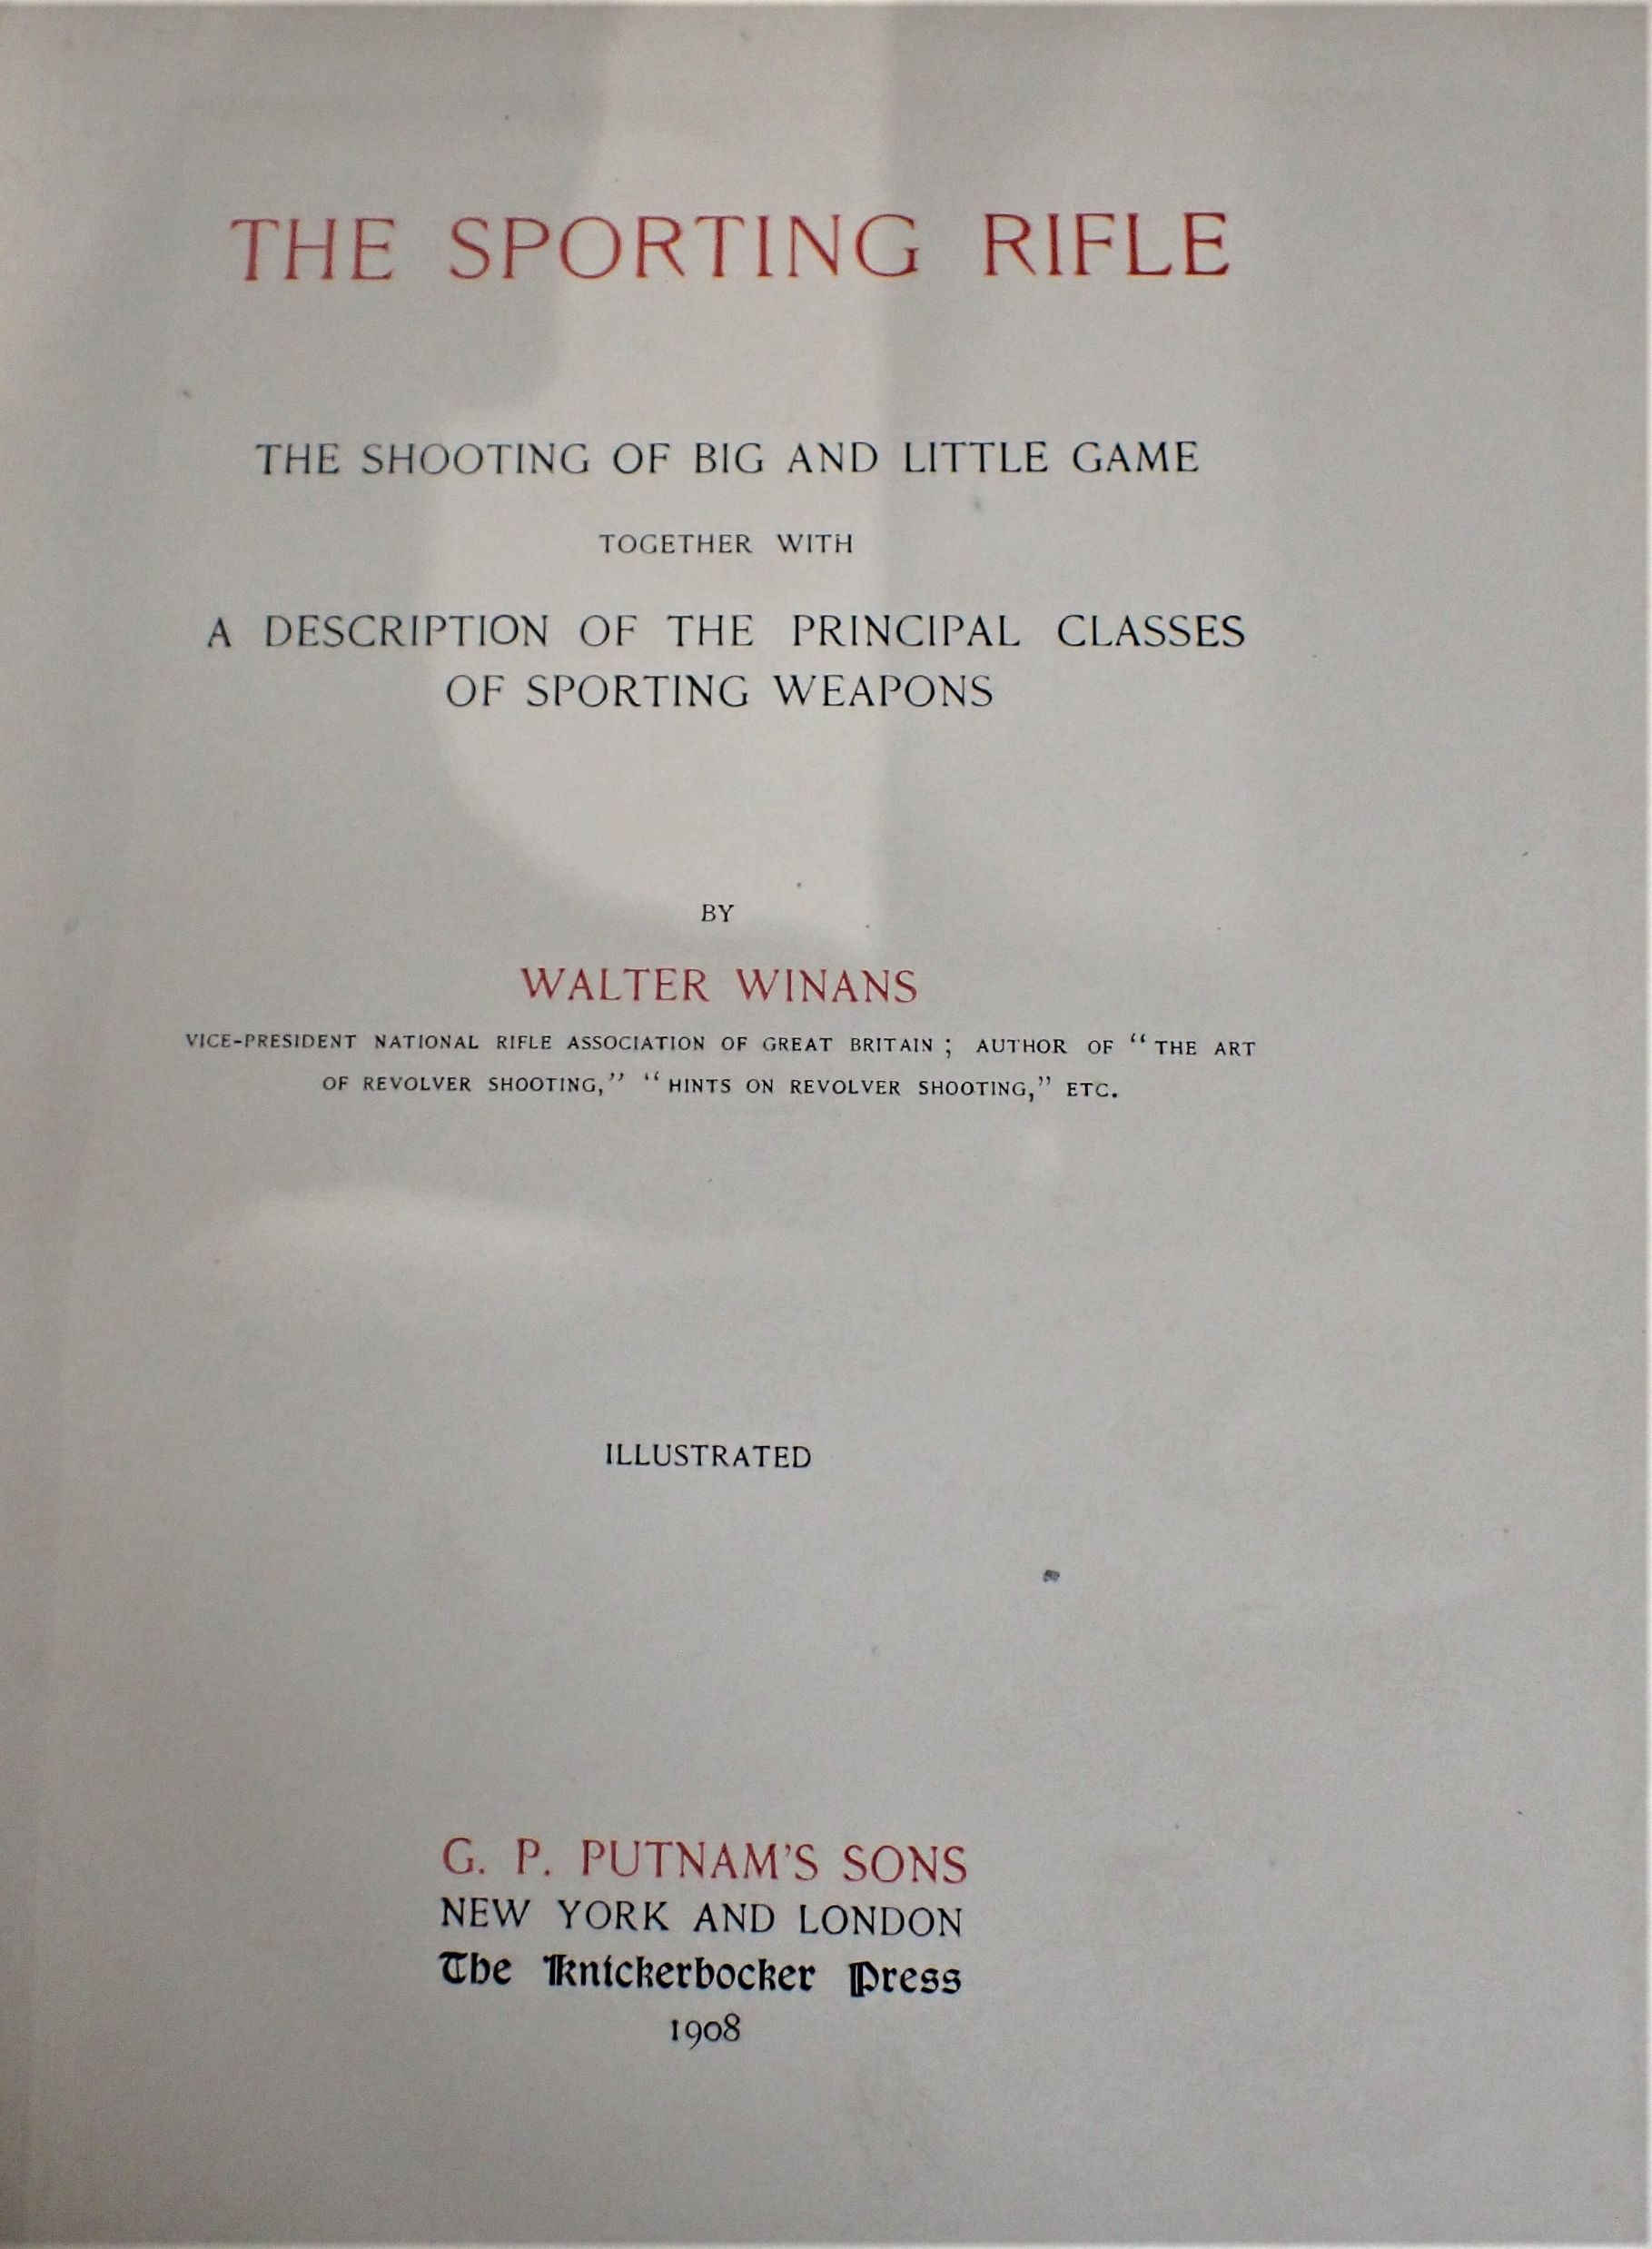 THE SPORTING RIFLE
THE SHOOTING OF BIG AND LITTLE GAME
TOGETHER WITH
A DESCRIPTION OF THE PRINCIPAL CLASSES
OF SPORTING WEAPONS
BY
WALTER WINANS
VICE-PRESIDENT NATIONAL RIFLE ASSOCIATION OF GREAT BRITAIN ; AUTHOR OF “THE ART
OF REVOLVER SHOOTING,” “HINTS ON REVOLVER SHOOTING,” ETC.
ILLUSTRATED
G. P. PUTNAM'S SONS
NEW YORK AND LONDON
The Knickerbocker Press
1908